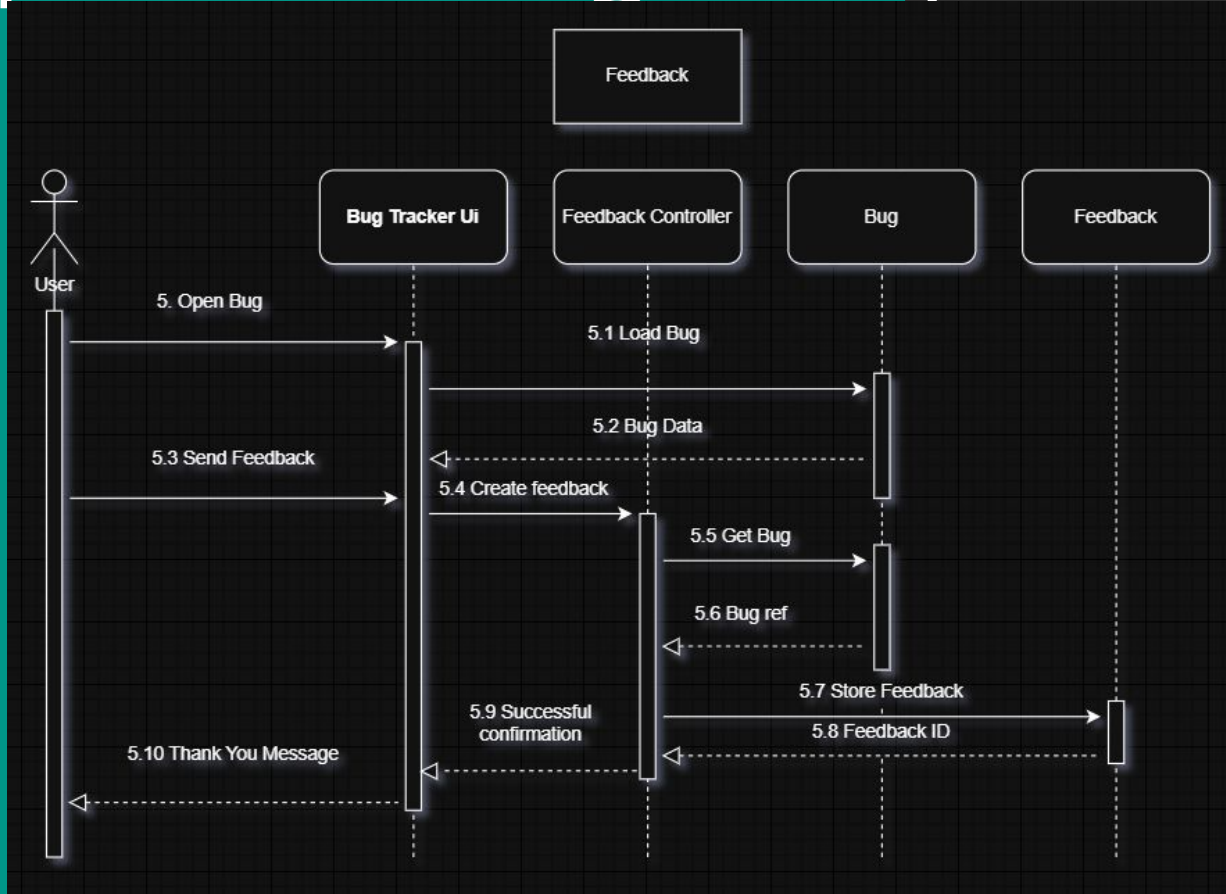 Feedback
Bug Tracker Ui
Feedback Controller
Bug
Feedback
User
5. Open Bug
5.1 Load Bug
5.2 Bug Data
5.3 Send Feedback
5.4 Create feedback
5.5 Get Bug
5.6 Bug ref
5.7 Store Feedback
5.8 Feedback ID
5.9 Successful
confirmation
5.10 Thank You Message